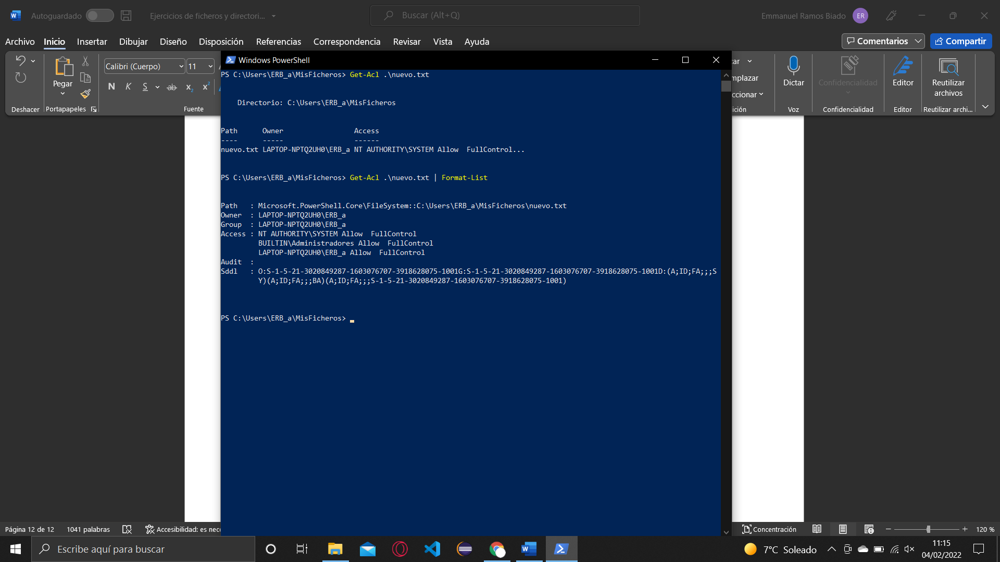 Autoguardado
Ejercicios de ficheros y directori...
Buscar (Alt+Q)
Emmanuel Ramos Biado
ER
Archivo Inicio Insertar Dibujar Diseño Disposición Referencias Correspondencia Revisar Vista Ayuda
Comentarios
Compartir
Pegar
Calibri (Cuerpo) 11
N K S ab x₂ x²
Dictar
Confidencialidad
Editor
Reutilizar
archivos
Deshacer Portapapeles Fuente Voz Confidencialidad Editor Reutilizar archi...
Windows PowerShell
PS C:\Users\ERB_a\MisFicheros> Get-Acl .\nuevo.txt
Directorio: C:\Users\ERB_a\MisFicheros
Path Owner Access
---- ----- ------
nuevo.txt LAPTOP-NPTQ2UH0\ERB_a NT AUTHORITY\SYSTEM Allow  FullControl...
PS C:\Users\ERB_a\MisFicheros> Get-Acl .\nuevo.txt | Format-List
Path   : Microsoft.PowerShell.Core\FileSystem::C:\Users\ERB_a\MisFicheros\nuevo.txt
Owner  : LAPTOP-NPTQ2UH0\ERB_a
Group  : LAPTOP-NPTQ2UH0\ERB_a
Access : NT AUTHORITY\SYSTEM Allow  FullControl
BUILTIN\Administradores Allow  FullControl
LAPTOP-NPTQ2UH0\ERB_a Allow  FullControl
Audit  :
Sddl   : O:S-1-5-21-3020849287-1603076707-3918628075-1001G:S-1-5-21-3020849287-1603076707-3918628075-1001D:(A;ID;FA;;;S
Y)(A;ID;FA;;;BA)(A;ID;FA;;;S-1-5-21-3020849287-1603076707-3918628075-1001)
PS C:\Users\ERB_a\MisFicheros>
Página 12 de 12 1041 palabras Accesibilidad: es nec
Concentración
120 %
Escribe aquí para buscar
7°C Soleado
11:15
04/02/2022